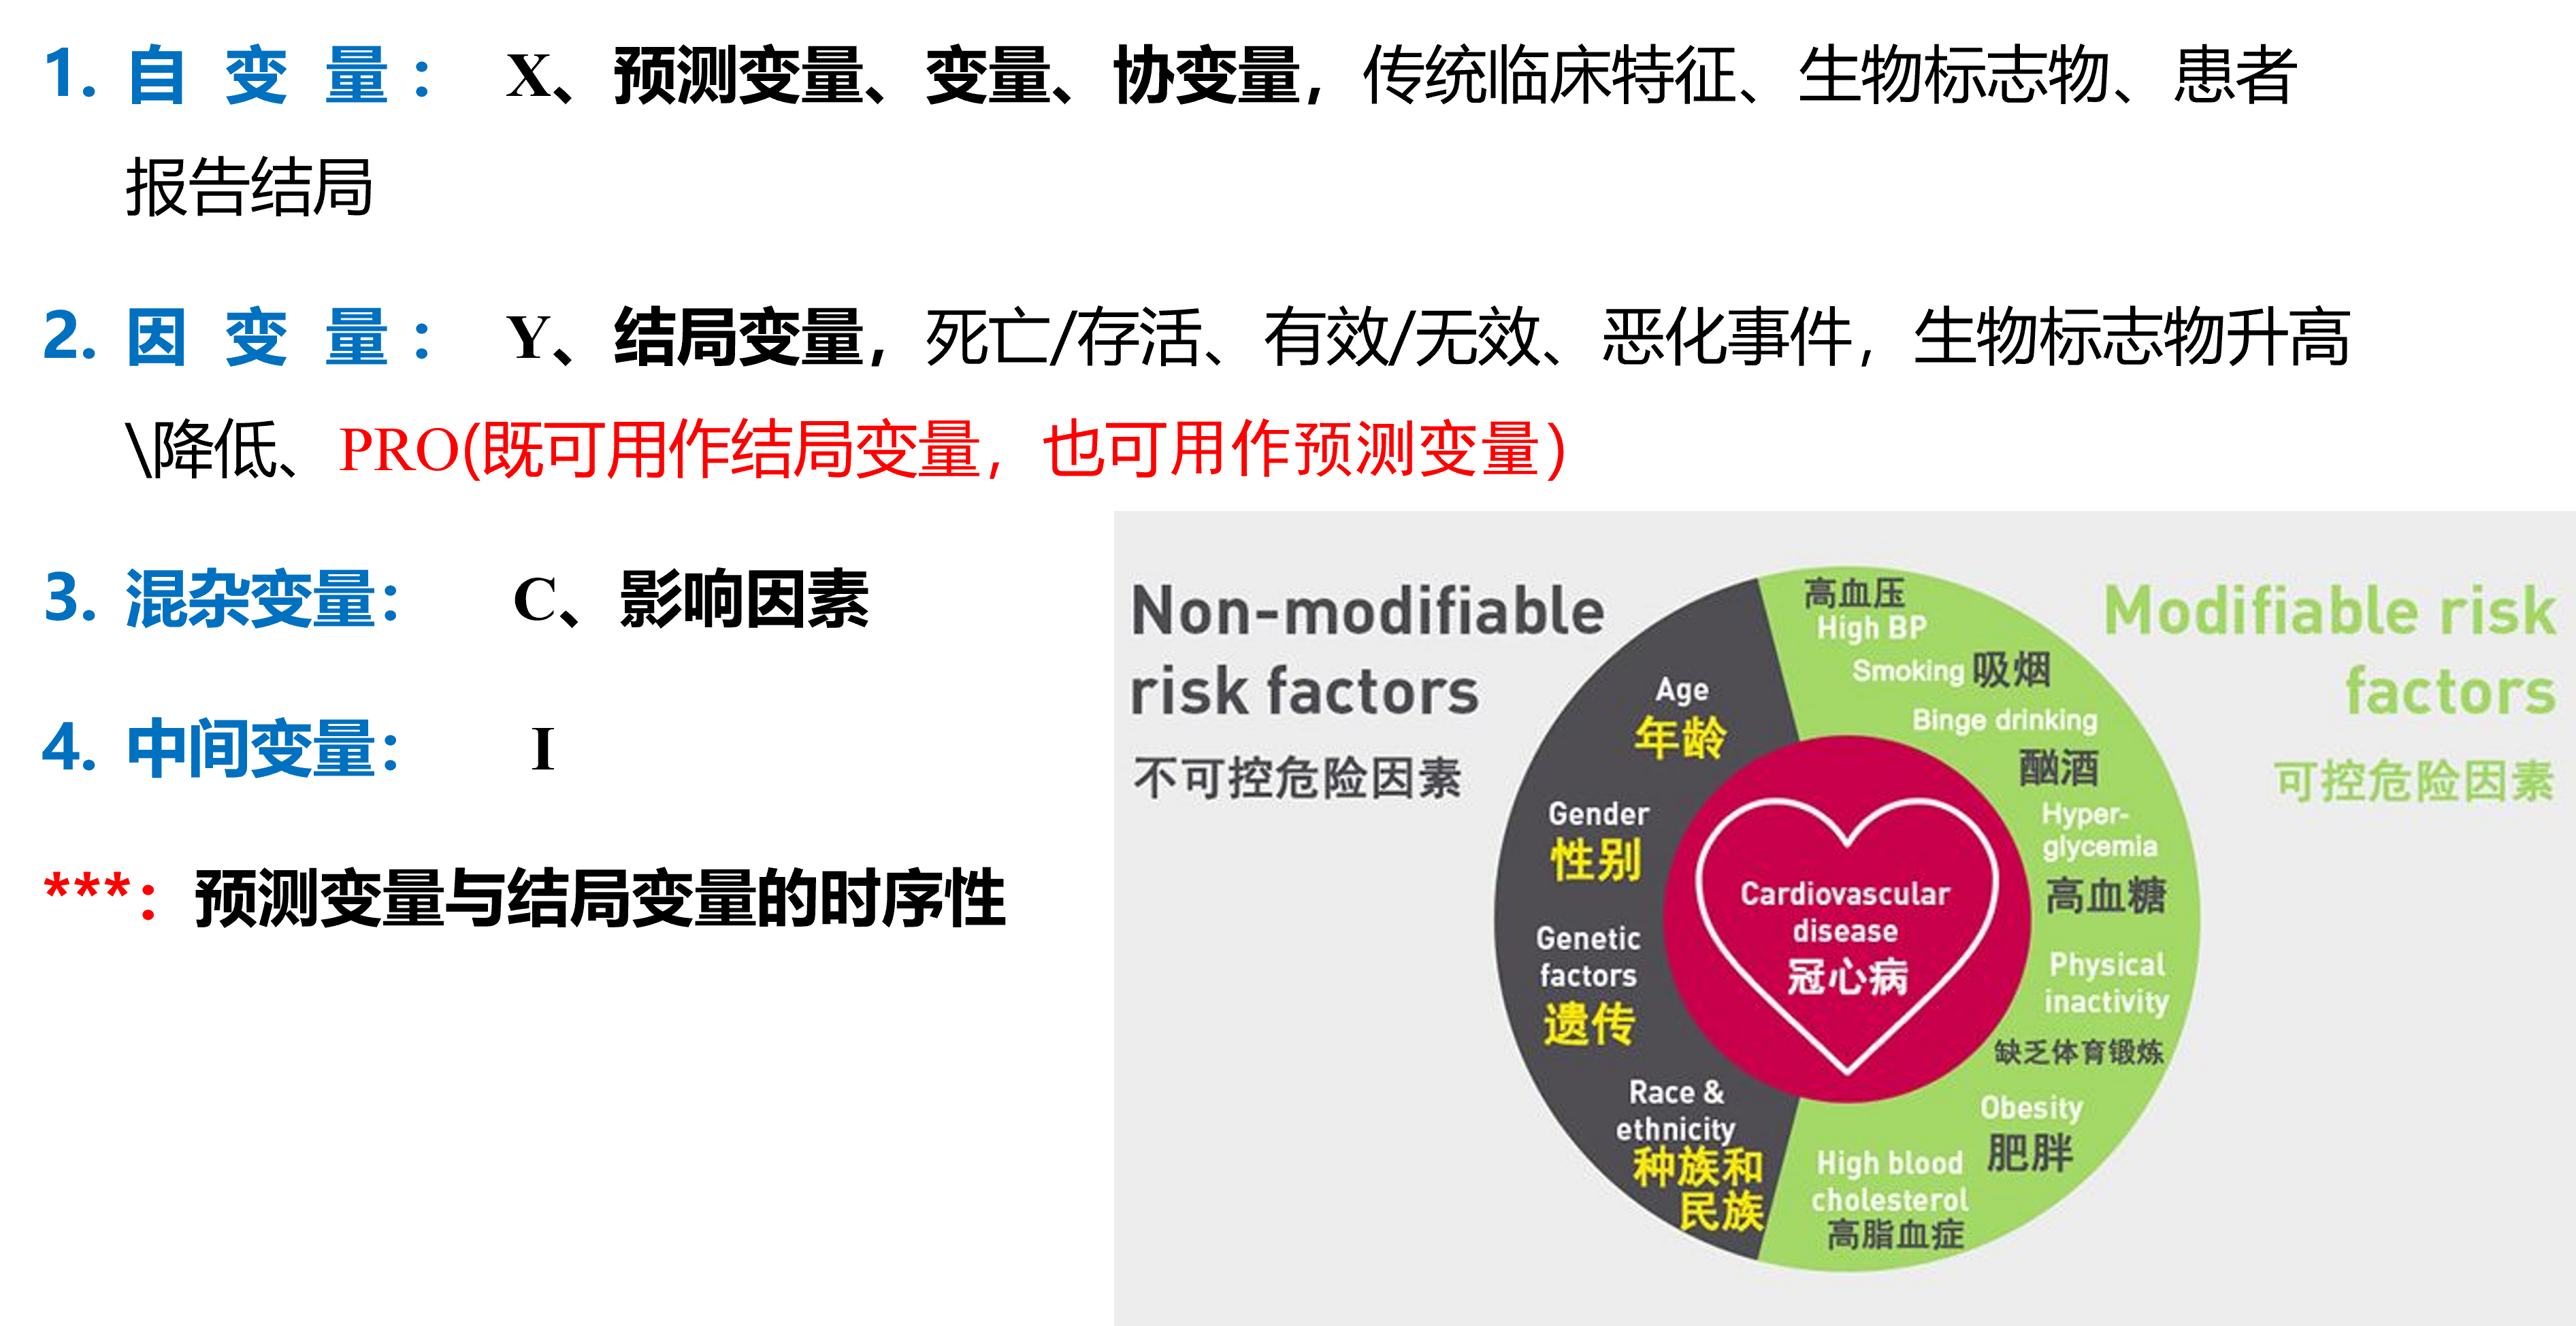 1. 自 变 量： X、预测变量、变量、协变量，传统临床特征、生物标志物、患者
报告结局
2. 因 变 量： Y、结局变量，死亡/存活、有效/无效、恶化事件，生物标志物升高
\降低、PRO(既可用作结局变量，也可用作预测变量)
3. 混杂变量： C、影响因素
4. 中间变量： I
***：预测变量与结局变量的时序性
Non-modifiable
risk factors
不可控危险因素
Age
年龄
Gender
性别
Genetic
factors
遗传
Race &
ethnicity
种族和
民族
Cardiovascular
disease
冠心病
高血压
High BP
Smoking 吸烟
Binge drinking
酗酒
Hyper-
glycemia
高血糖
Physical
inactivity
缺乏体育锻炼
Obesity
肥胖
High blood
cholesterol
高脂血症
Modifiable risk
factors
可控危险因素